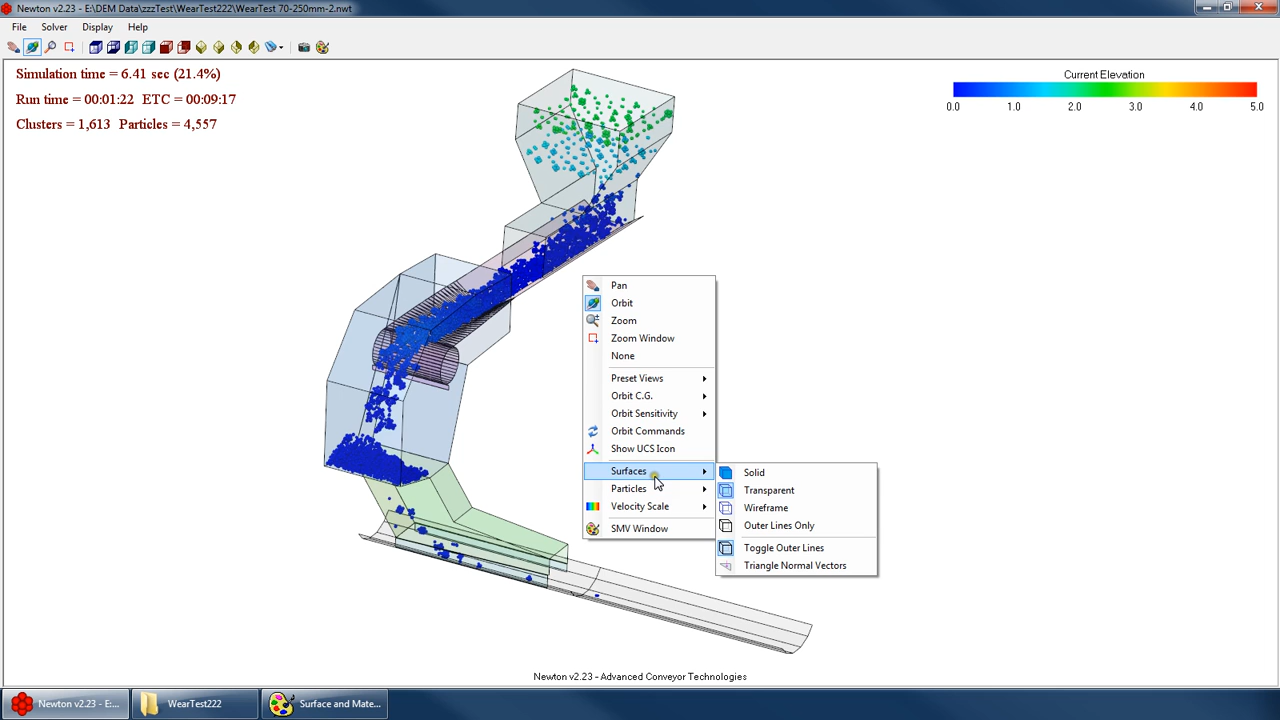 Newton v2.23 - E:\DEM Data\zzzTest\WearTest222\WearTest 70-250mm-2.nwt
File Solver Display Help
Simulation time = 6.41 sec (21.4%)
Run time = 00:01:22 ETC = 00:09:17
Clusters = 1,613 Particles = 4,557
Current Elevation
0.0 1.0 2.0 3.0 4.0 5.0
Pan
Orbit
Zoom
Zoom Window
None
Preset Views
Orbit C.G.
Orbit Sensitivity
Orbit Commands
Show UCS Icon
Surfaces
Particles
Velocity Scale
SMV Window
Solid
Transparent
Wireframe
Outer Lines Only
Toggle Outer Lines
Triangle Normal Vectors
Newton v2.23 - Advanced Conveyor Technologies
Newton v2.23 - E:... WearTest222 Surface and Mate...